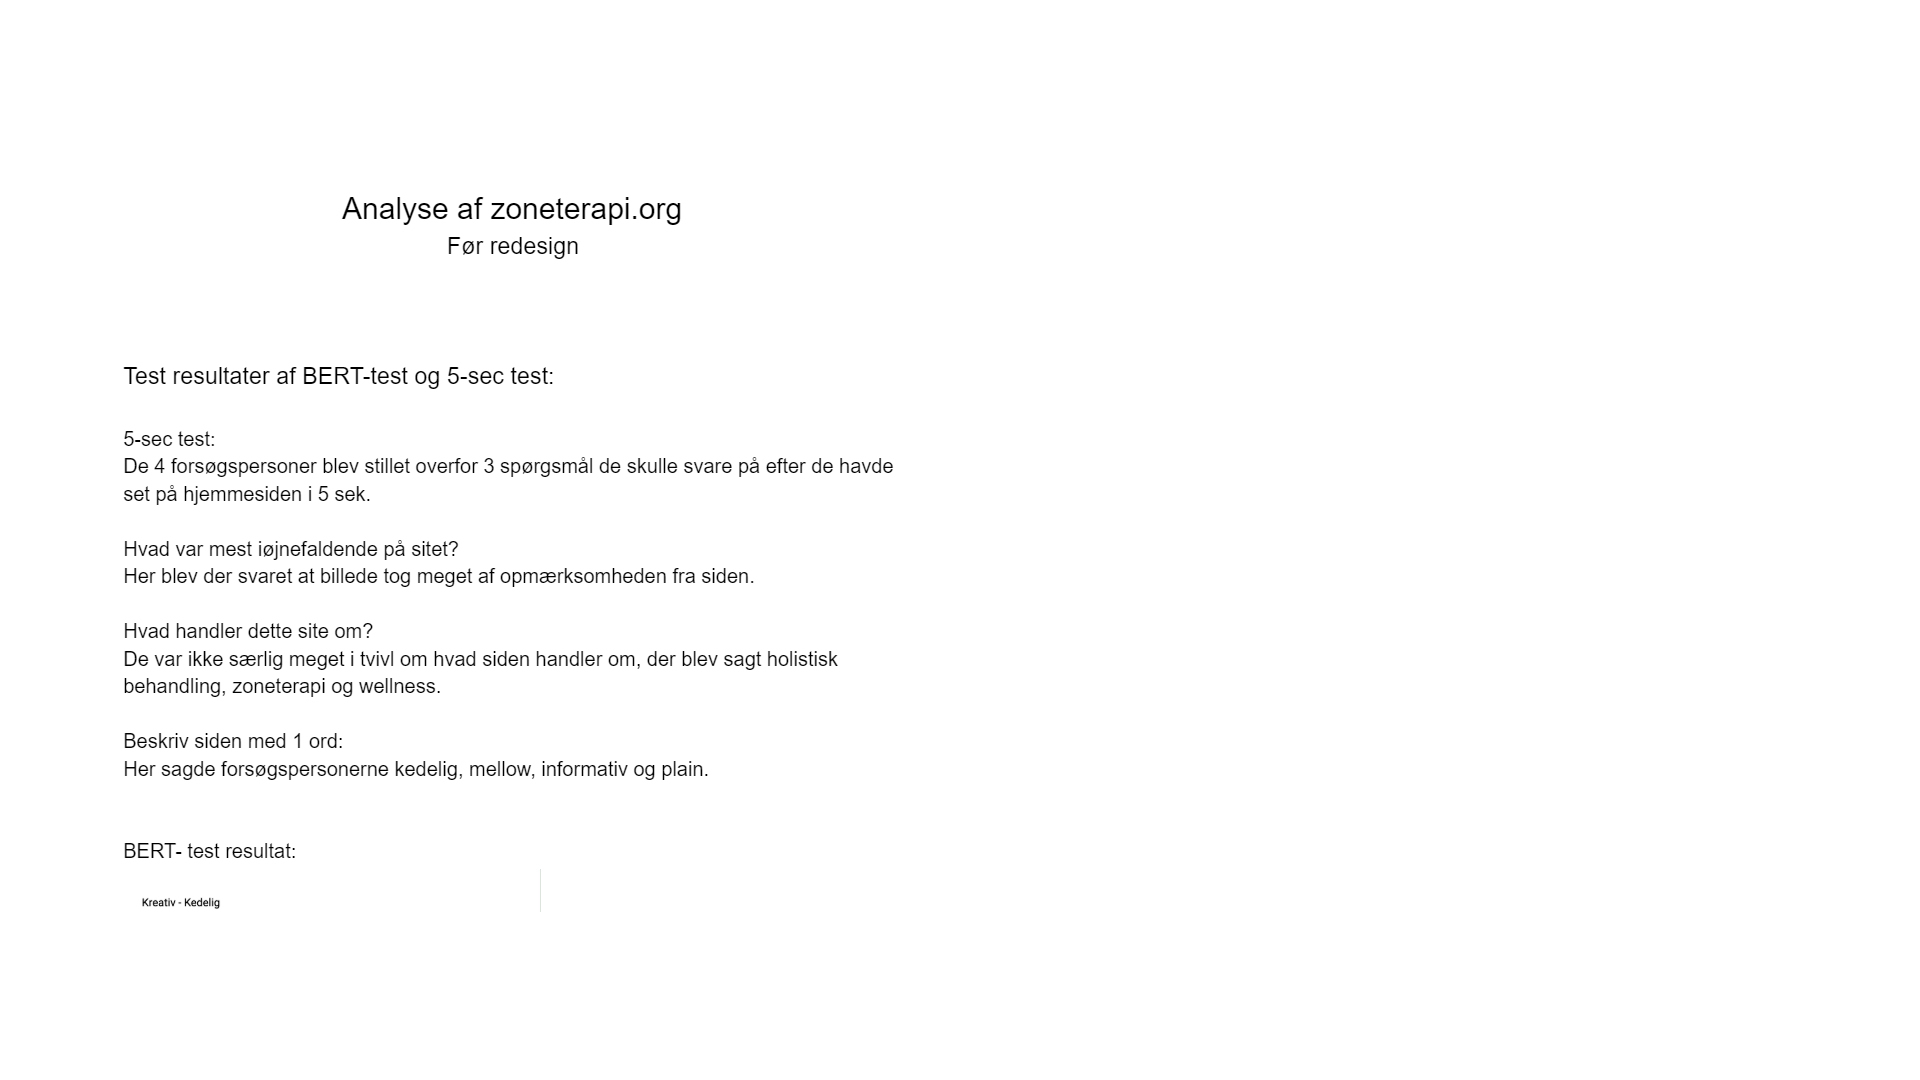 Analyse af zoneterapi.org
Før redesign
Test resultater af BERT-test og 5-sec test:
5-sec test:
De 4 forsøgspersoner blev stillet overfor 3 spørgsmål de skulle svare på efter de havde
set på hjemmesiden i 5 sek.
Hvad var mest iøjnefaldende på sitet?
Her blev der svaret at billede tog meget af opmærksomheden fra siden.
Hvad handler dette site om?
De var ikke særlig meget i tvivl om hvad siden handler om, der blev sagt holistisk
behandling, zoneterapi og wellness.
Beskriv siden med 1 ord:
Her sagde forsøgspersonerne kedelig, mellow, informativ og plain.
BERT- test resultat:
Kreativ - Kedelig